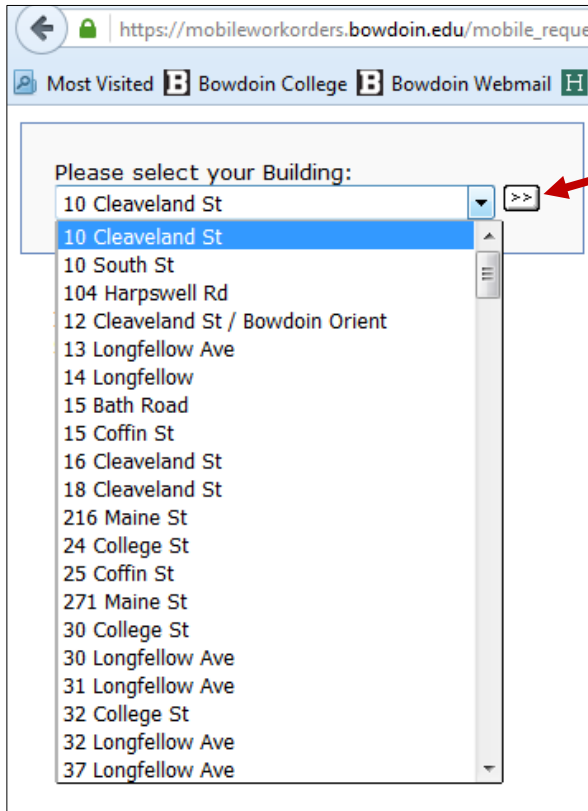 https://mobileworkorders.bowdoin.edu/mobile_reque
Most Visited B Bowdoin College B Bowdoin Webmail H
Please select your Building:
10 Cleaveland St >>
10 Cleaveland St
10 South St
104 Harpswell Rd
12 Cleaveland St / Bowdoin Orient
13 Longfellow Ave
14 Longfellow
15 Bath Road
15 Coffin St
16 Cleaveland St
18 Cleaveland St
216 Maine St
24 College St
25 Coffin St
271 Maine St
30 College St
30 Longfellow Ave
31 Longfellow Ave
32 College St
32 Longfellow Ave
37 Longfellow Ave